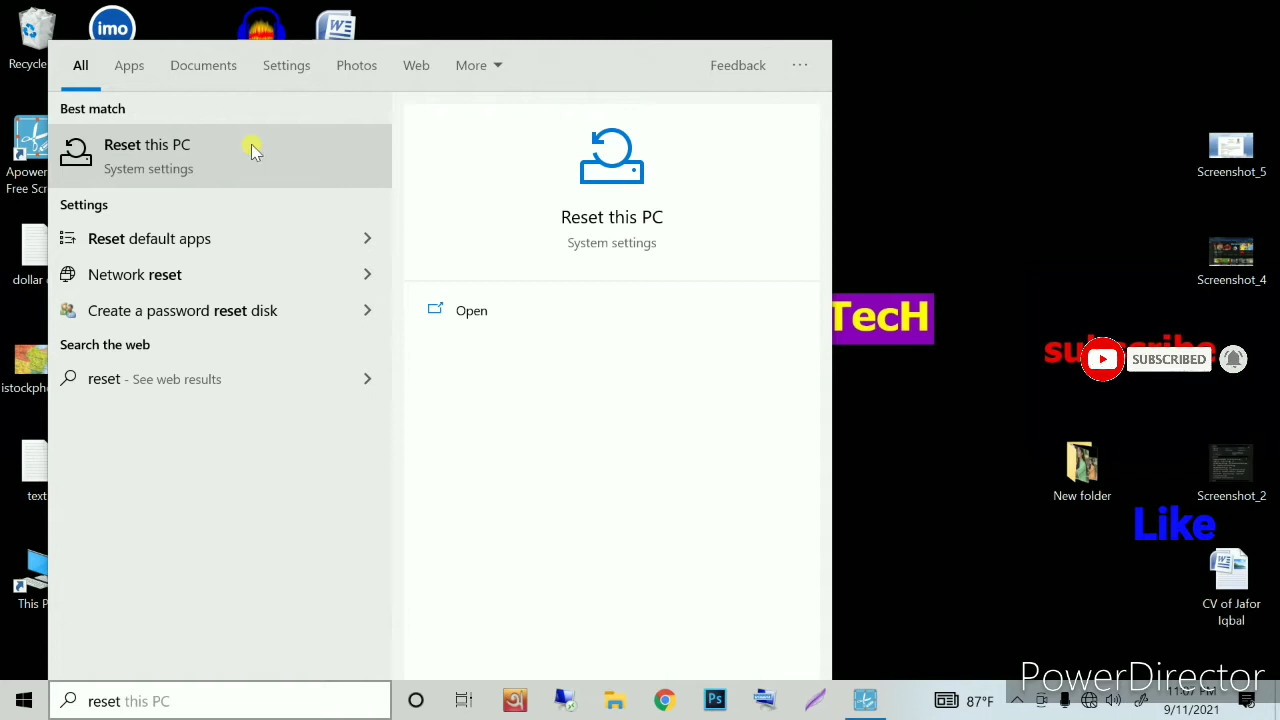 Recycle
imo
All
Apps
Documents
Settings
Photos
Web
More
Feedback
Best match
Reset this PC
System settings
Settings
Reset default apps
Network reset
Create a password reset disk
Search the web
reset - See web results
Reset this PC
System settings
Open
Apower
Free Scr
dollar
istockph
text
This P
TecH
SUBSCRIBED
Screenshot_5
Screenshot_4
New folder
Screenshot_2
Like
CV of Jafor
Iqbal
PowerDirector
reset this PC
Ps
87°F
9/11/2021